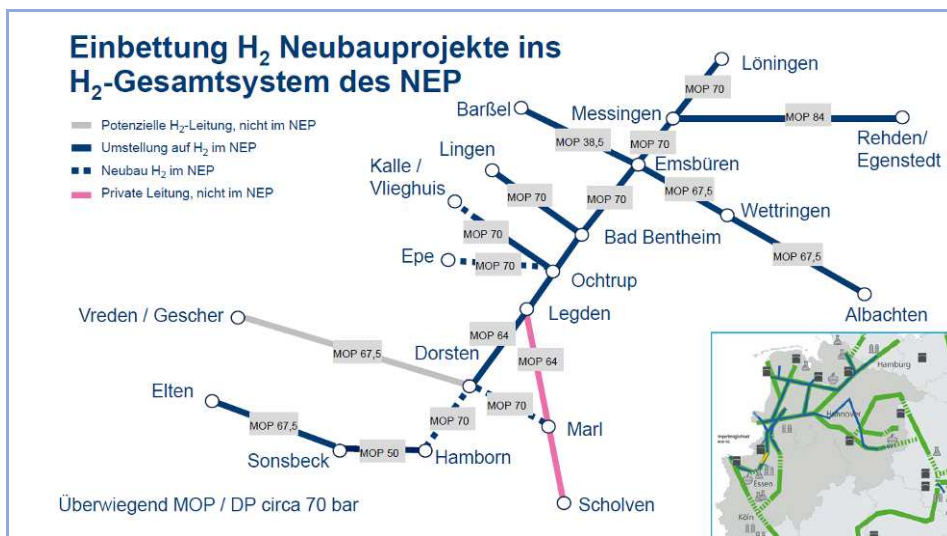 Einbettung H₂ Neubauprojekte ins
H₂-Gesamtsystem des NEP
Potenzielle H₂-Leitung, nicht im NEP
Umstellung auf H₂ im NEP
Neubau H₂ im NEP
Private Leitung, nicht im NEP
Löningen
MOP 70
Barßel
Messingen
MOP 84
Rehden/
Egenstedt
MOP 38,5
MOP 70
Lingen
Emsbüren
Kalle /
Vlieghuis
MOP 67,5
MOP 70
MOP 70
Wettringen
MOP 70
Bad Bentheim
MOP 67,5
Epe
MOP 70
Ochtrup
Albachten
Legden
Vreden / Gescher
MOP 64
MOP 67,5
Dorsten
MOP 64
Elten
MOP 67,5
MOP 70
MOP 70
Marl
Sonsbeck
MOP 50
Hamborn
Scholven
Überwiegend MOP / DP circa 70 bar
Hamburg
Hannover
Essen
Köln